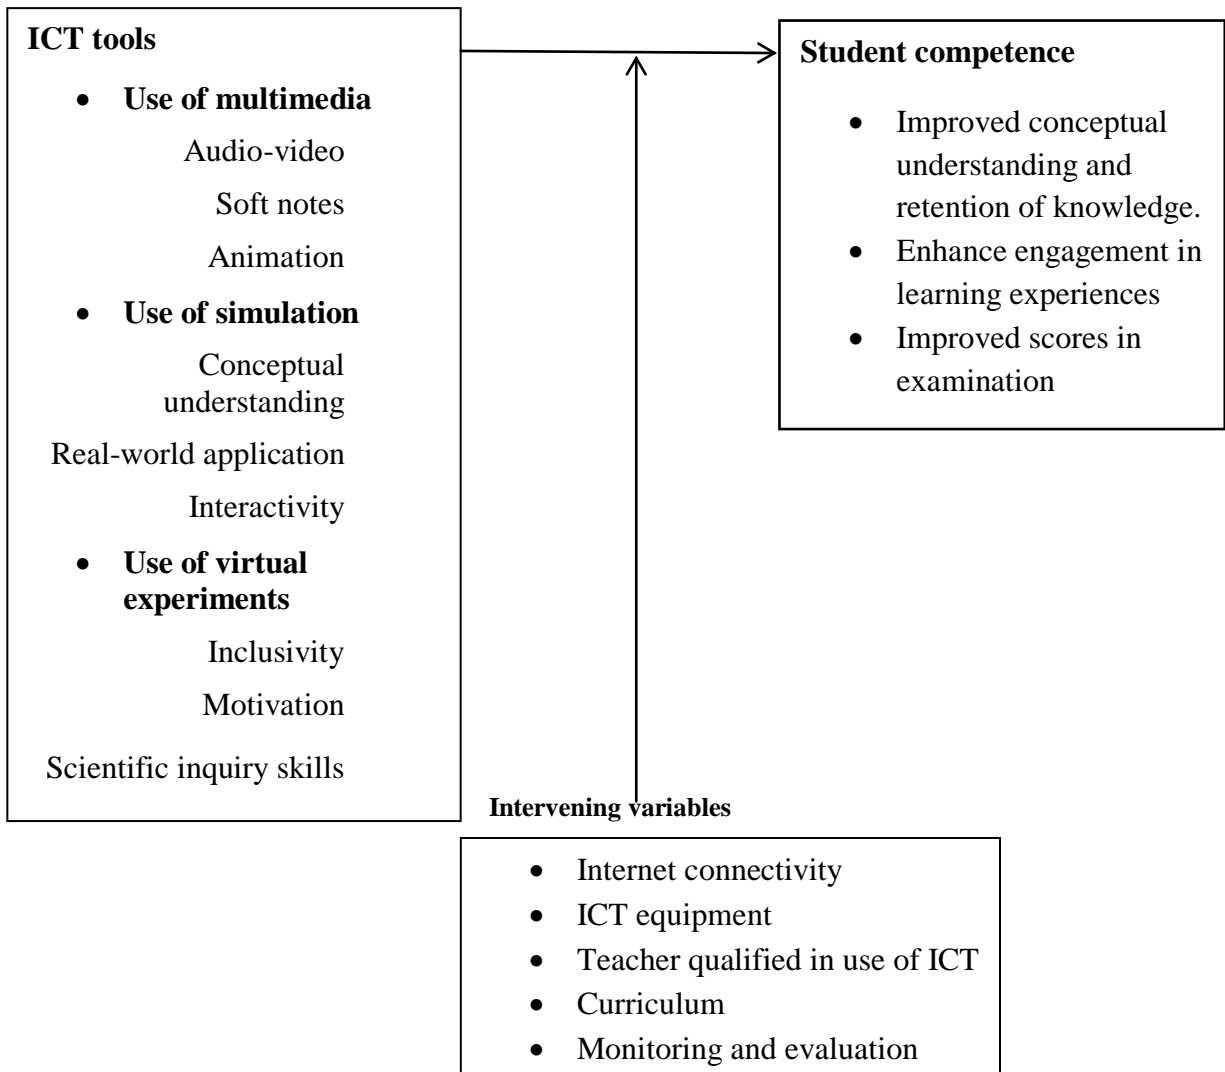 ICT tools
• Use of multimedia
Audio-video
Soft notes
Animation
• Use of simulation
Conceptual
understanding
Real-world application
Interactivity
• Use of virtual
experiments
Inclusivity
Motivation
Scientific inquiry skills
Student competence
• Improved conceptual
understanding and
retention of knowledge.
• Enhance engagement in
learning experiences
• Improved scores in
examination
Intervening variables
• Internet connectivity
• ICT equipment
• Teacher qualified in use of ICT
• Curriculum
• Monitoring and evaluation